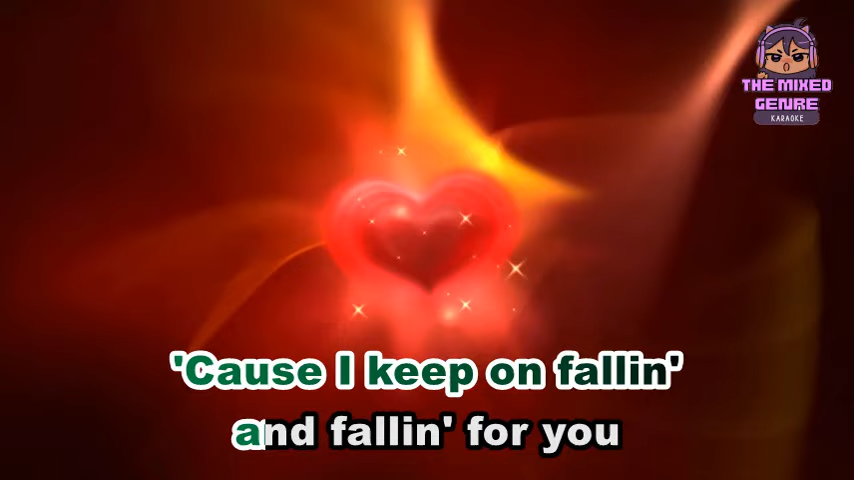 THE MIXED
GENRE
KARAOKE
'Cause I keep on fallin'
and fallin' for you